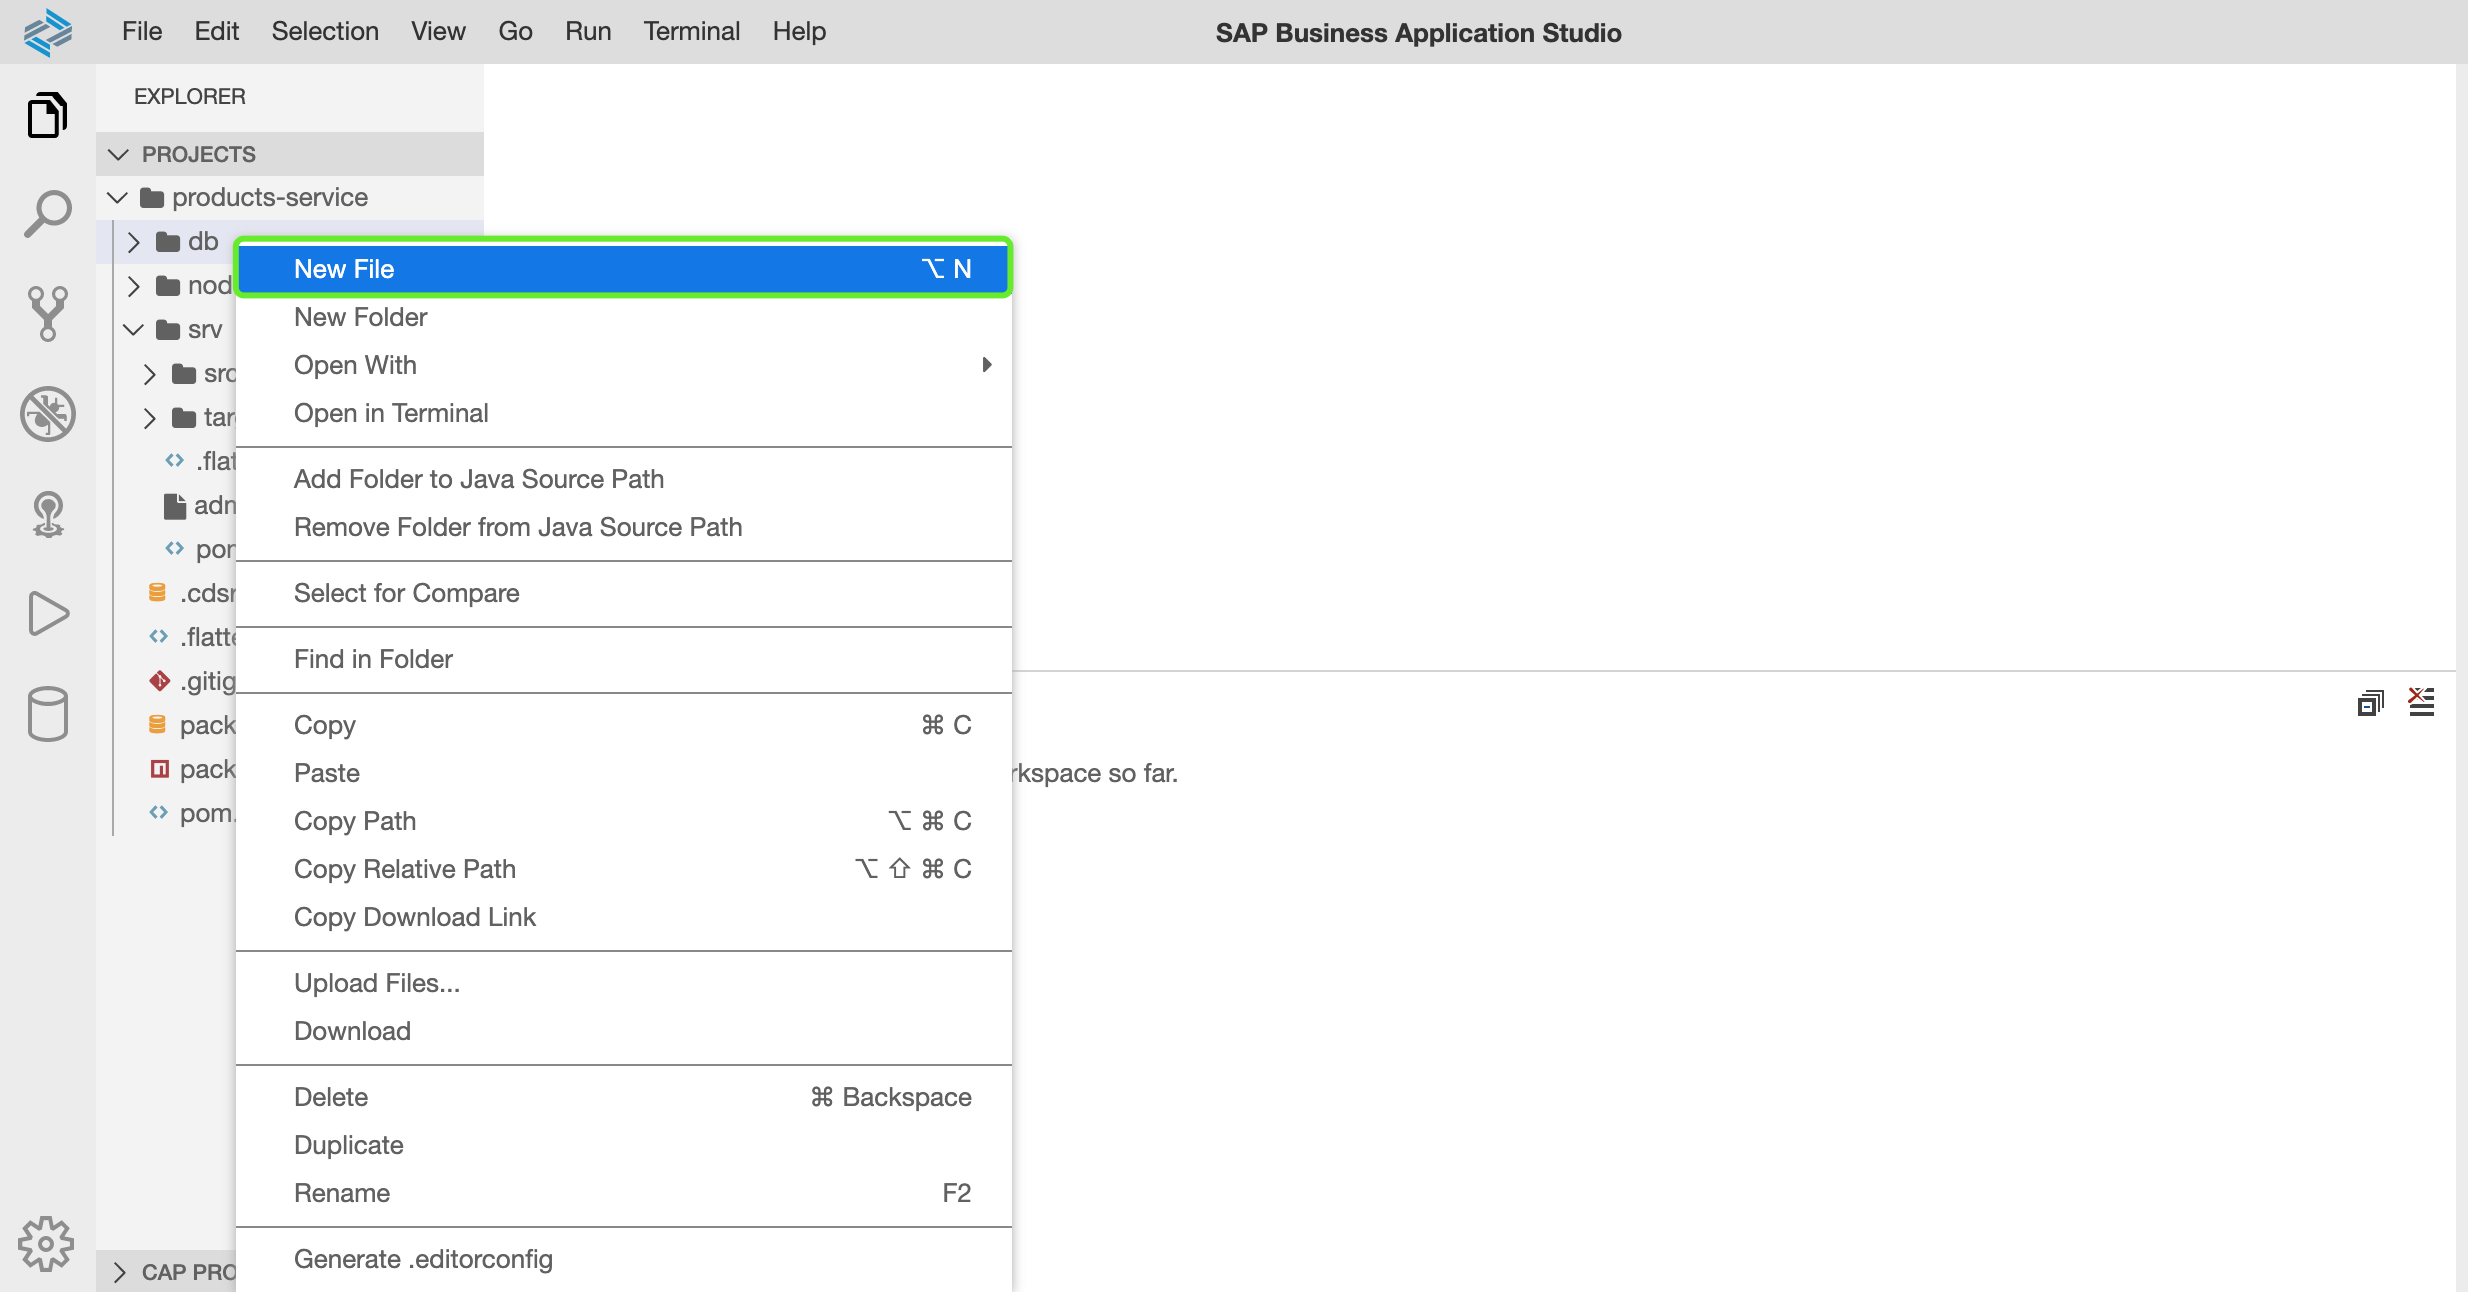 File Edit Selection View Go Run Terminal Help
SAP Business Application Studio
EXPLORER
PROJECTS
products-service
db
nod
srv
src
tar
.flat
adm
pom
.cdsr
.flatte
.gitig
pack
pack
pom.
CAP PRO
New File ⌥ N
New Folder
Open With
Open in Terminal
Add Folder to Java Source Path
Remove Folder from Java Source Path
Select for Compare
Find in Folder
Copy ⌘ C
Paste
Copy Path ⌥ ⌘ C
Copy Relative Path ⌥ ⇧ ⌘ C
Copy Download Link
Upload Files...
Download
Delete ⌘ Backspace
Duplicate
Rename F2
Generate .editorconfig
rkspace so far.